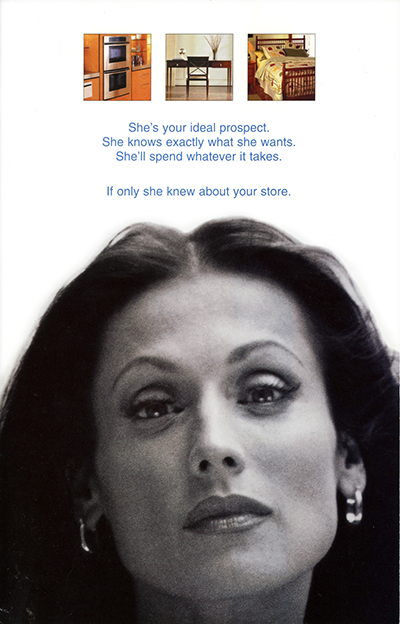 She's your ideal prospect.
She knows exactly what she wants.
She'll spend whatever it takes.
If only she knew about your store.